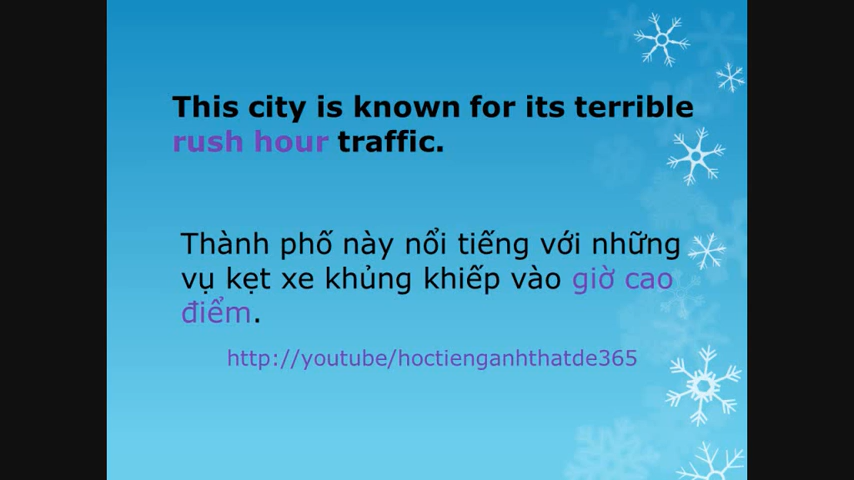 This city is known for its terrible
rush hour traffic.
Thành phố này nổi tiếng với những
vụ kẹt xe khủng khiếp vào giờ cao
điểm.
http://youtube/hoctienganhthatde365